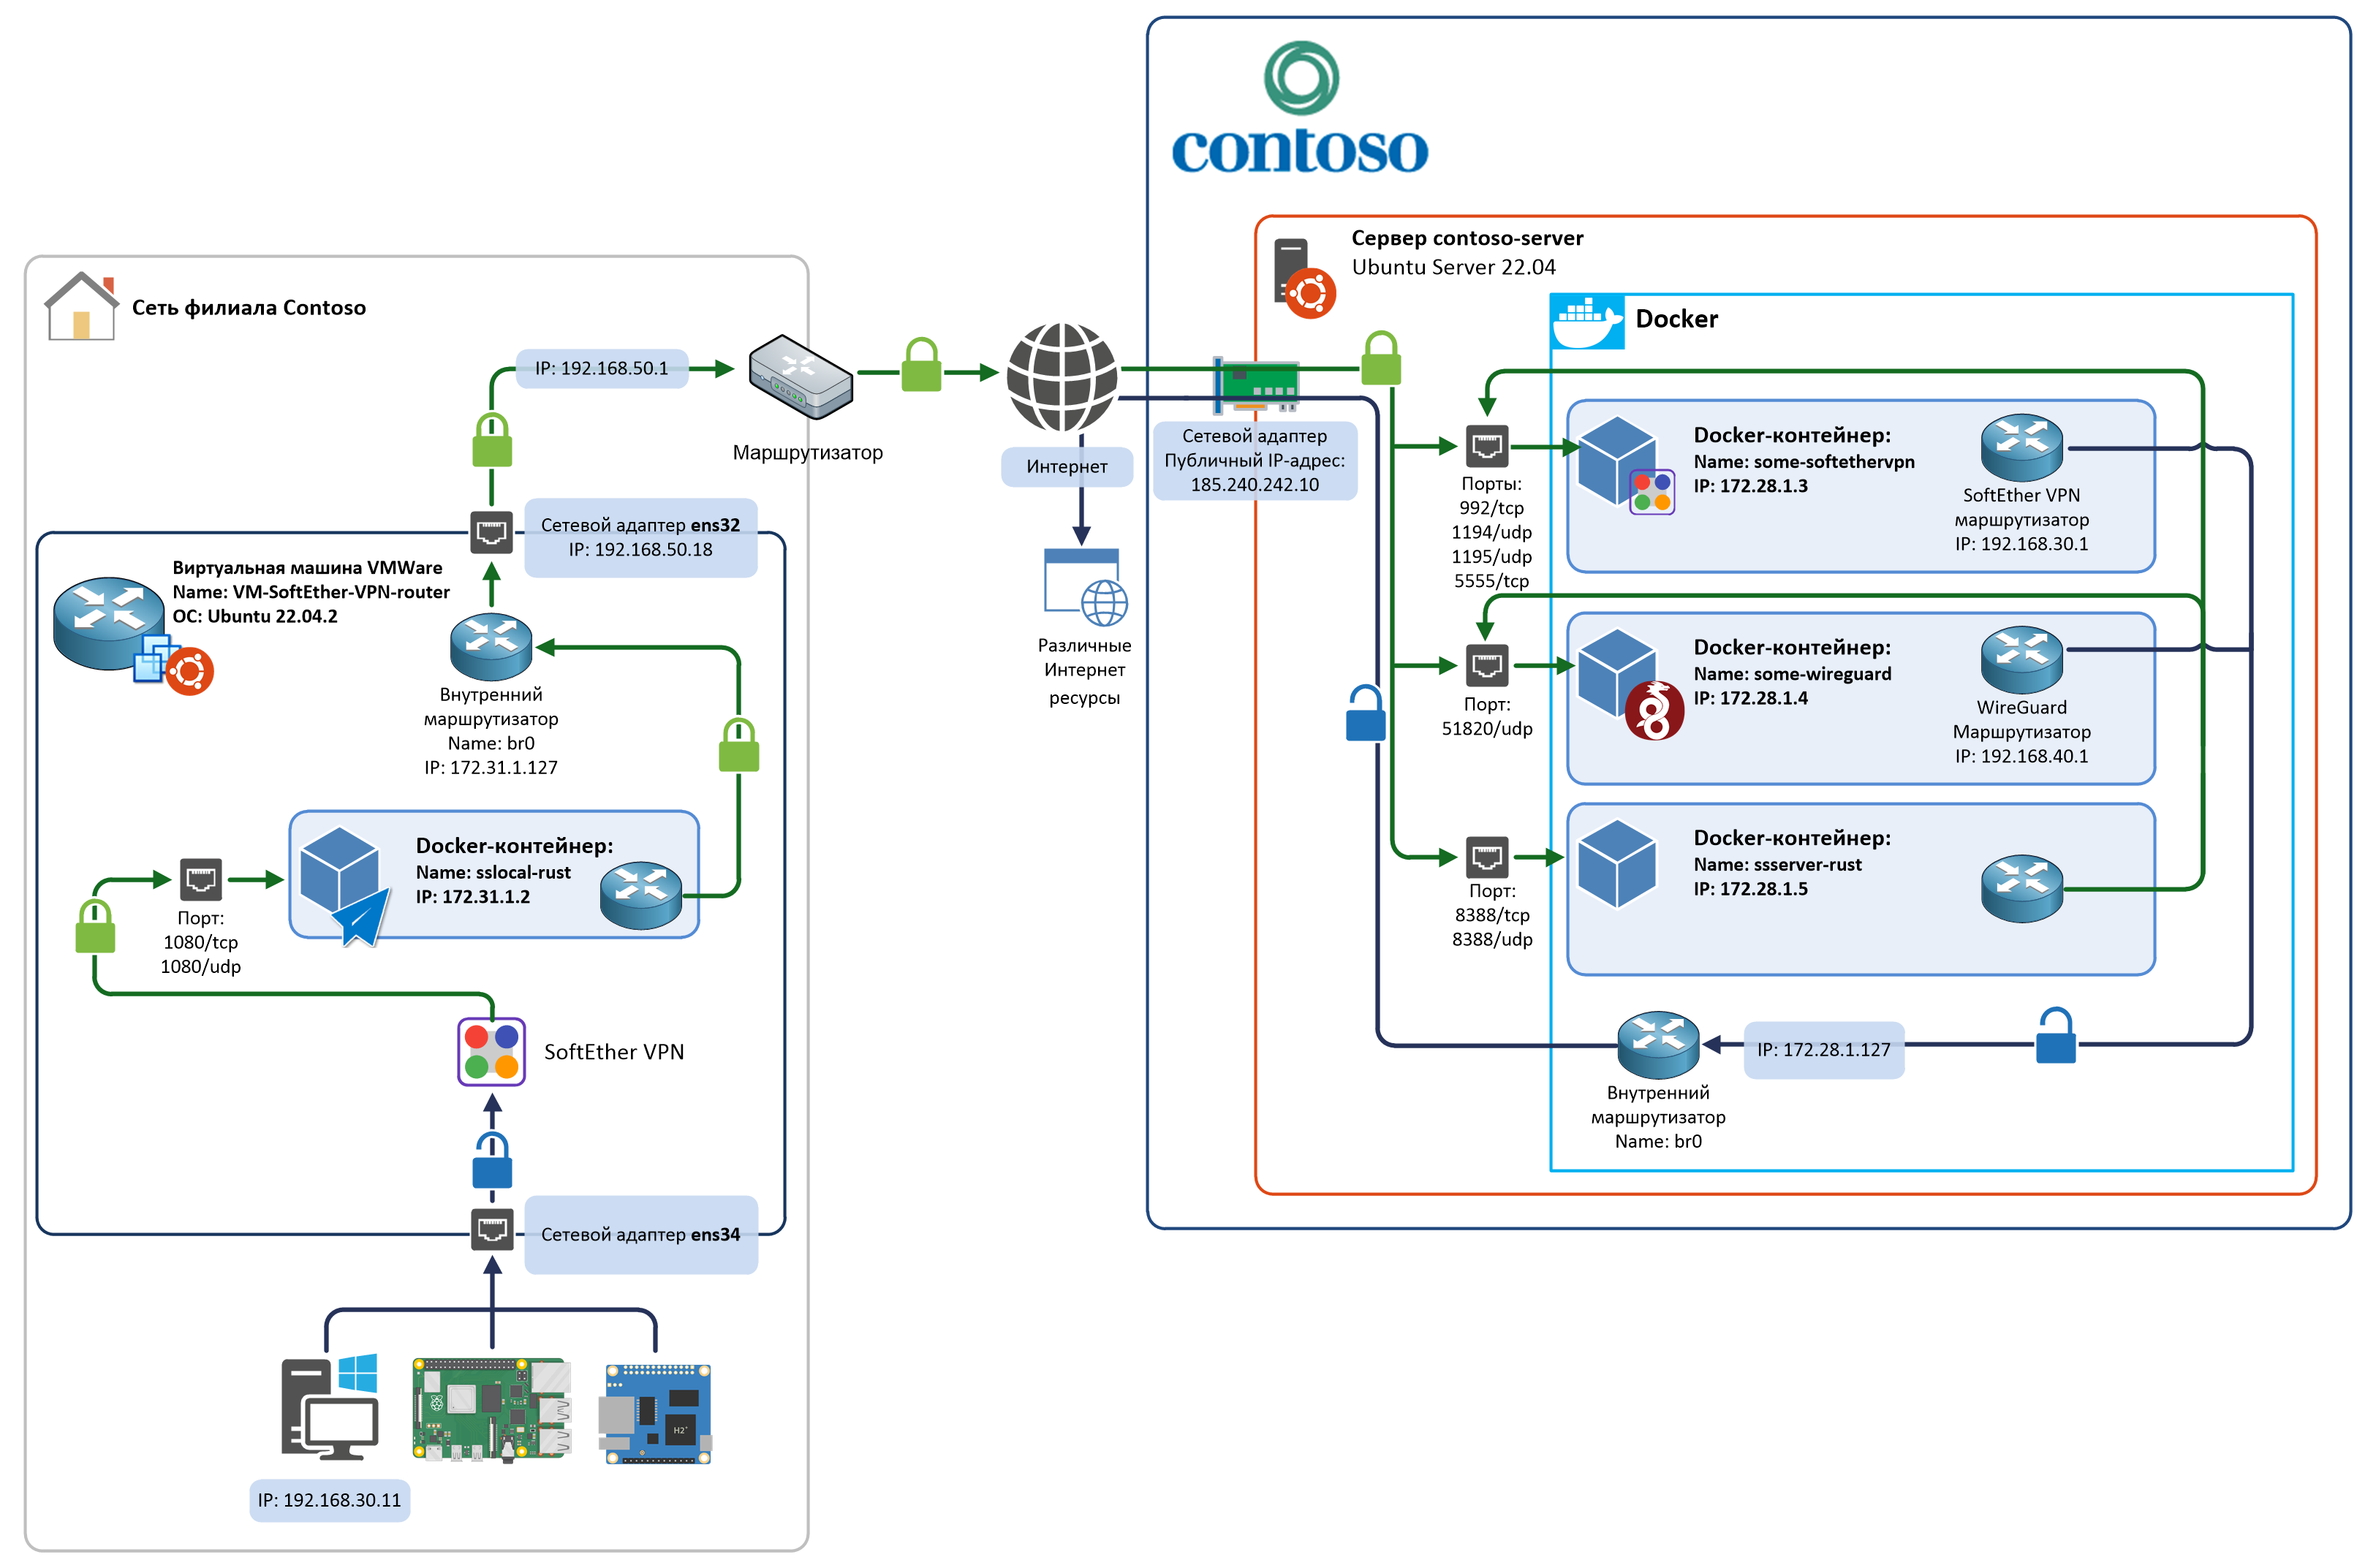 contoso
Сервер contoso-server
Ubuntu Server 22.04
Docker
Сеть филиала Contoso
IP: 192.168.50.1
Маршрутизатор
Интернет
Различные
Интернет
ресурсы
Сетевой адаптер
Публичный IP-адрес:
185.240.242.10
Порты:
992/tcp
1194/udp
1195/udp
5555/tcp
Docker-контейнер:
Name: some-softethervpn
IP: 172.28.1.3
SoftEther VPN
маршрутизатор
IP: 192.168.30.1
Порт:
51820/udp
Docker-контейнер:
Name: some-wireguard
IP: 172.28.1.4
WireGuard
Маршрутизатор
IP: 192.168.40.1
Порт:
8388/tcp
8388/udp
Docker-контейнер:
Name: ssserver-rust
IP: 172.28.1.5
IP: 172.28.1.127
Внутренний
маршрутизатор
Name: br0
Сетевой адаптер ens32
IP: 192.168.50.18
Виртуальная машина VMWare
Name: VM-SoftEther-VPN-router
ОС: Ubuntu 22.04.2
Внутренний
маршрутизатор
Name: br0
IP: 172.31.1.127
Docker-контейнер:
Name: sslocal-rust
IP: 172.31.1.2
Порт:
1080/tcp
1080/udp
SoftEther VPN
Сетевой адаптер ens34
H2+
IP: 192.168.30.11